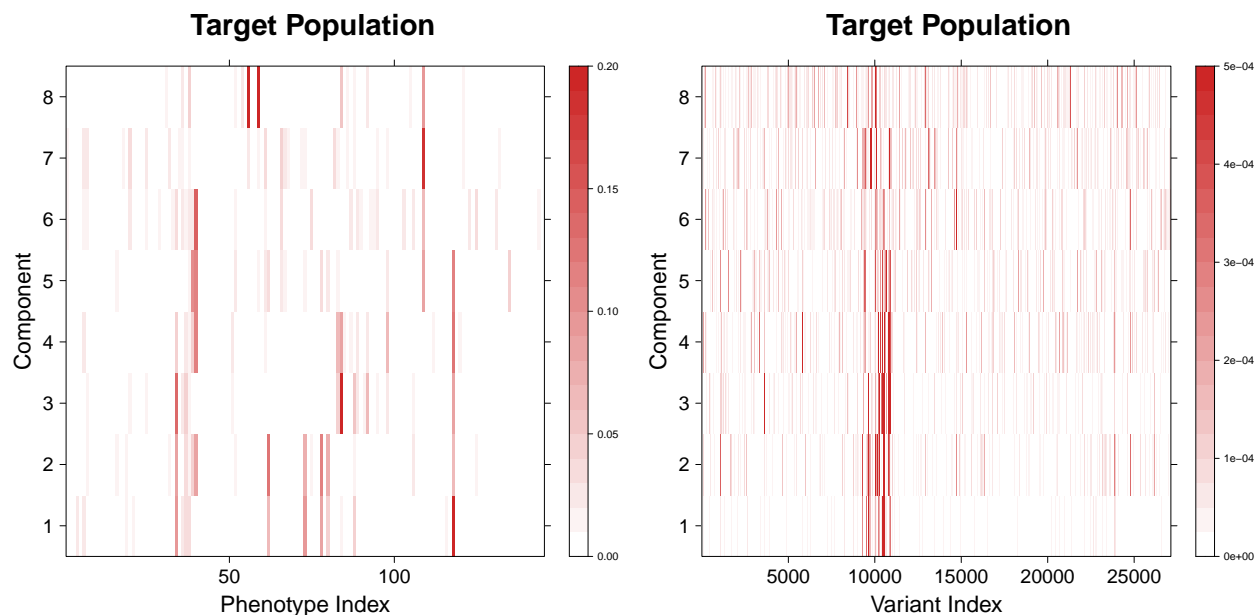 Target Population
Component
8
7
6
5
4
3
2
1
50
100
Phenotype Index
0.20
0.15
0.10
0.05
0.00
Target Population
Component
8
7
6
5
4
3
2
1
5000
10000
15000
20000
25000
Variant Index
5e−04
4e−04
3e−04
2e−04
1e−04
0e+00